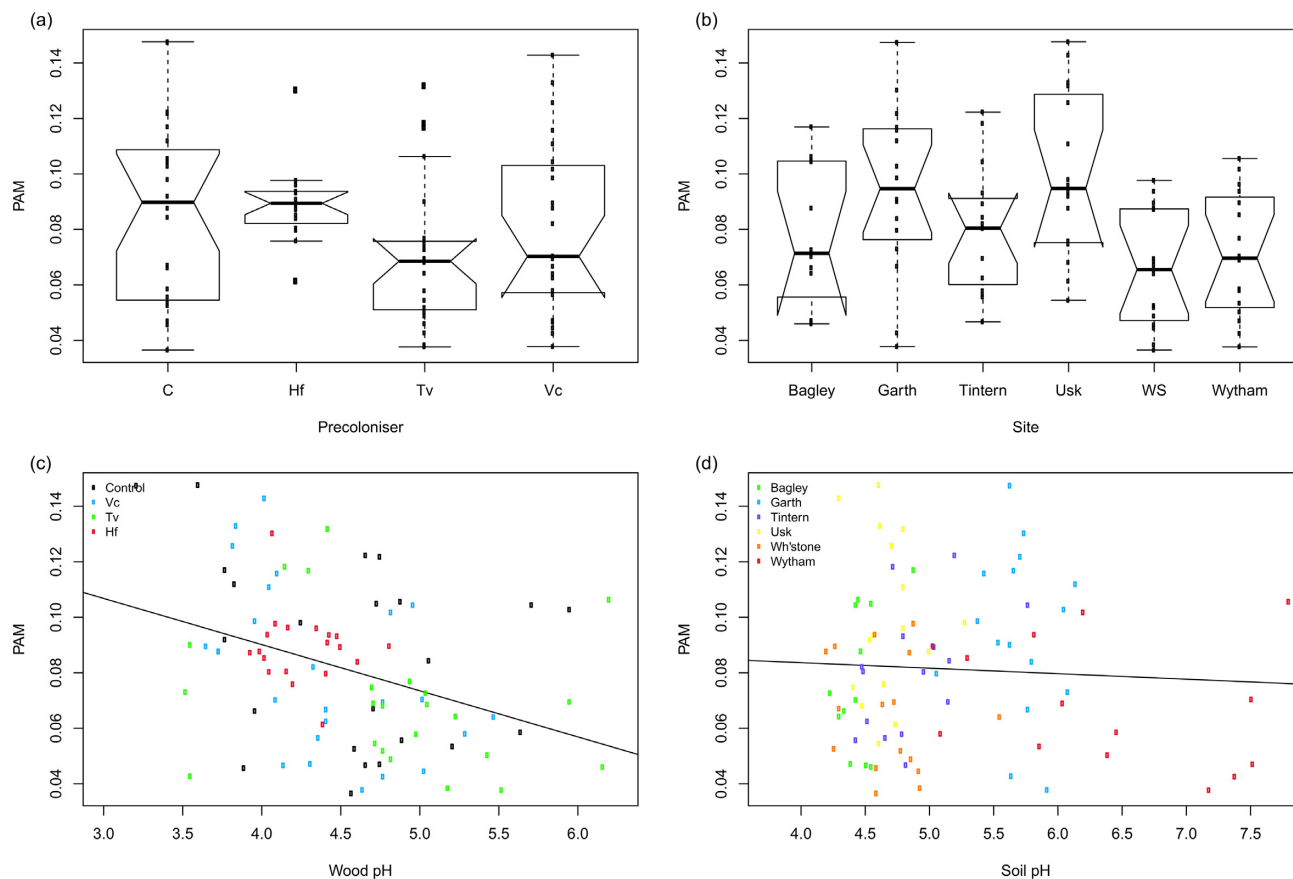 (a)
PAM
0.14
0.12
0.10
0.08
0.06
0.04
C Hf Tv Vc
Precoloniser
(b)
PAM
0.14
0.12
0.10
0.08
0.06
0.04
Bagley Garth Tintern Usk WS Wytham
Site
(c)
PAM
0.14
0.12
0.10
0.08
0.06
0.04
Control
Vc
Tv
Hf
3.0 3.5 4.0 4.5 5.0 5.5 6.0
Wood pH
(d)
PAM
0.14
0.12
0.10
0.08
0.06
0.04
Bagley
Garth
Tintern
Usk
Wh'stone
Wytham
4.0 4.5 5.0 5.5 6.0 6.5 7.0 7.5
Soil pH